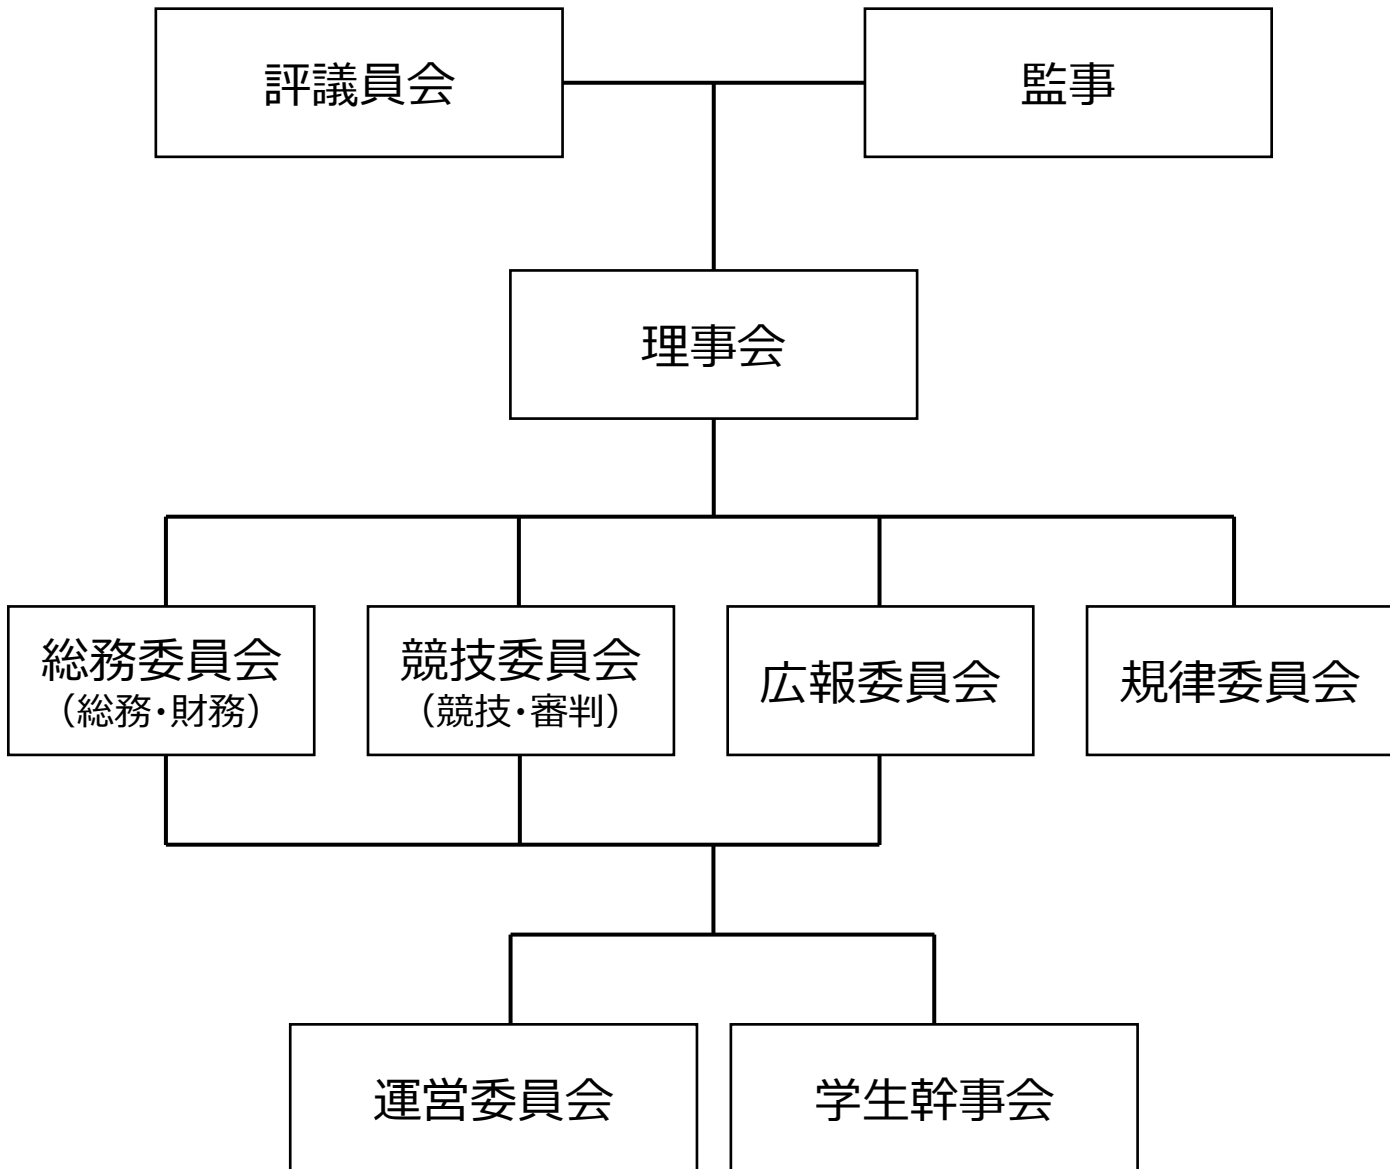 評議員会
監事
理事会
総務委員会
（総務・財務）
競技委員会
（競技・審判）
広報委員会
規律委員会
運営委員会
学生幹事会